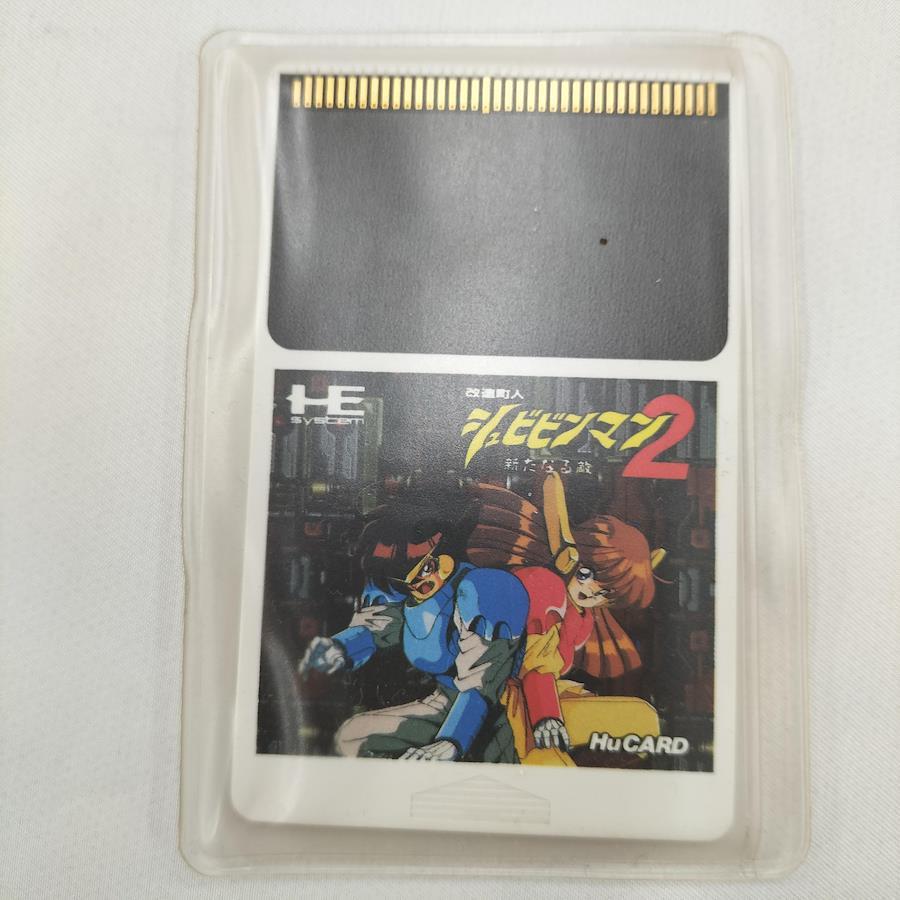 HE
system
改造町人
シュビビンマン2
新たなる敵
HuCARD